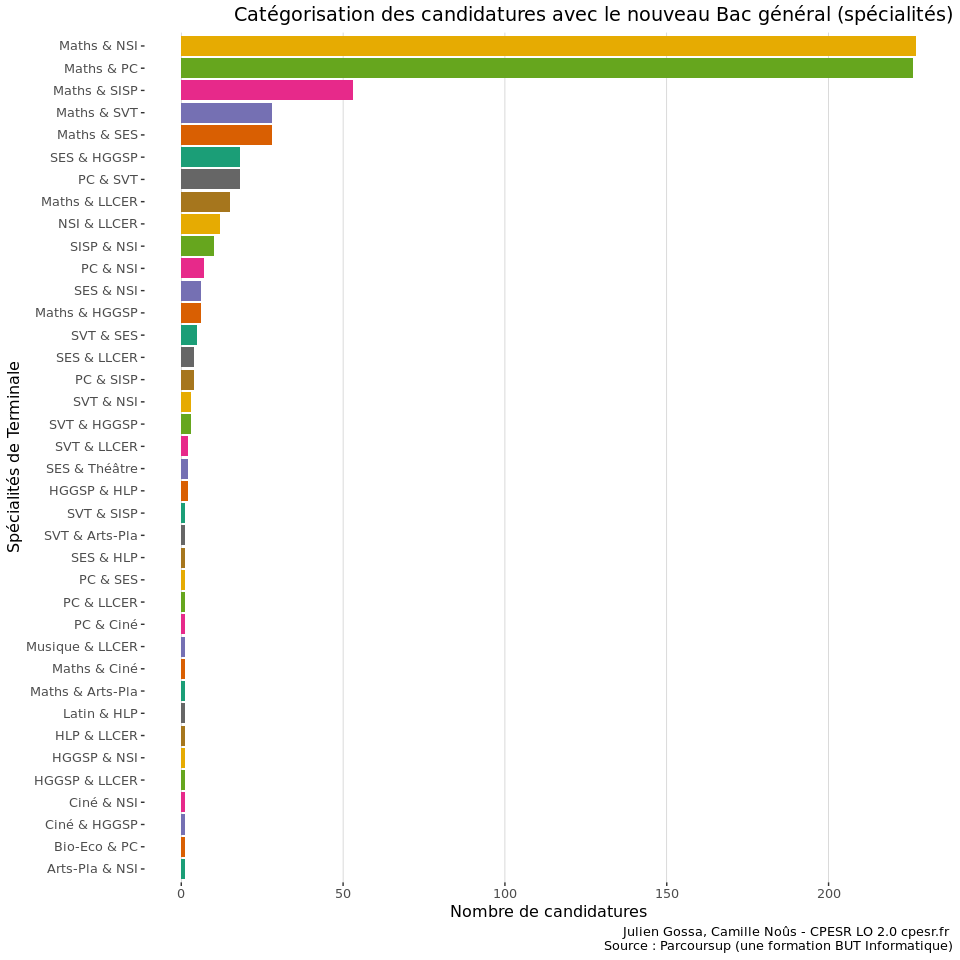 Catégorisation des candidatures avec le nouveau Bac général (spécialités)
Spécialités de Terminale
Maths & NSI
Maths & PC
Maths & SISP
Maths & SVT
Maths & SES
SES & HGGSP
PC & SVT
Maths & LLCER
NSI & LLCER
SISP & NSI
PC & NSI
SES & NSI
Maths & HGGSP
SVT & SES
SES & LLCER
PC & SISP
SVT & NSI
SVT & HGGSP
SVT & LLCER
SES & Théâtre
HGGSP & HLP
SVT & SISP
SVT & Arts-Pla
SES & HLP
PC & SES
PC & LLCER
PC & Ciné
Musique & LLCER
Maths & Ciné
Maths & Arts-Pla
Latin & HLP
HLP & LLCER
HGGSP & NSI
HGGSP & LLCER
Ciné & NSI
Ciné & HGGSP
Bio-Eco & PC
Arts-Pla & NSI
0 50 100 150 200
Nombre de candidatures
Julien Gossa, Camille Noûs - CPESR LO 2.0 cpesr.fr
Source : Parcoursup (une formation BUT Informatique)